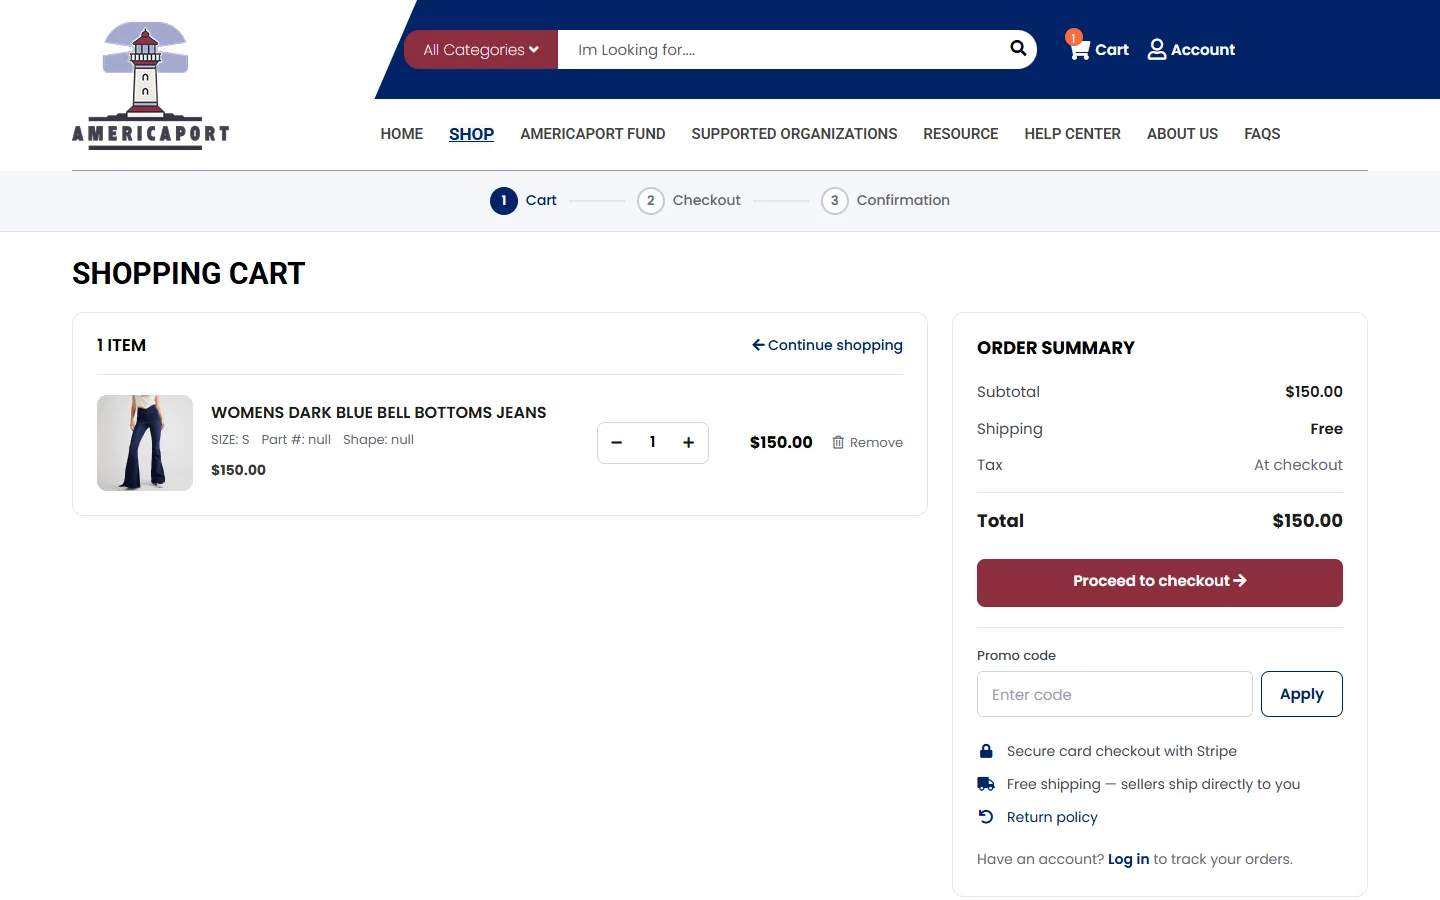 All Categories
Im Looking for....
1
Cart
Account
AMERICAPORT
HOME
SHOP
AMERICAPORT FUND
SUPPORTED ORGANIZATIONS
RESOURCE
HELP CENTER
ABOUT US
FAQS
1 Cart
2 Checkout
3 Confirmation
SHOPPING CART
1 ITEM
Continue shopping
WOMENS DARK BLUE BELL BOTTOMS JEANS
SIZE: S Part #: null Shape: null
$150.00
− 1 +
$150.00
Remove
ORDER SUMMARY
Subtotal $150.00
Shipping Free
Tax At checkout
Total $150.00
Proceed to checkout
Promo code
Enter code
Apply
Secure card checkout with Stripe
Free shipping — sellers ship directly to you
Return policy
Have an account? Log in to track your orders.